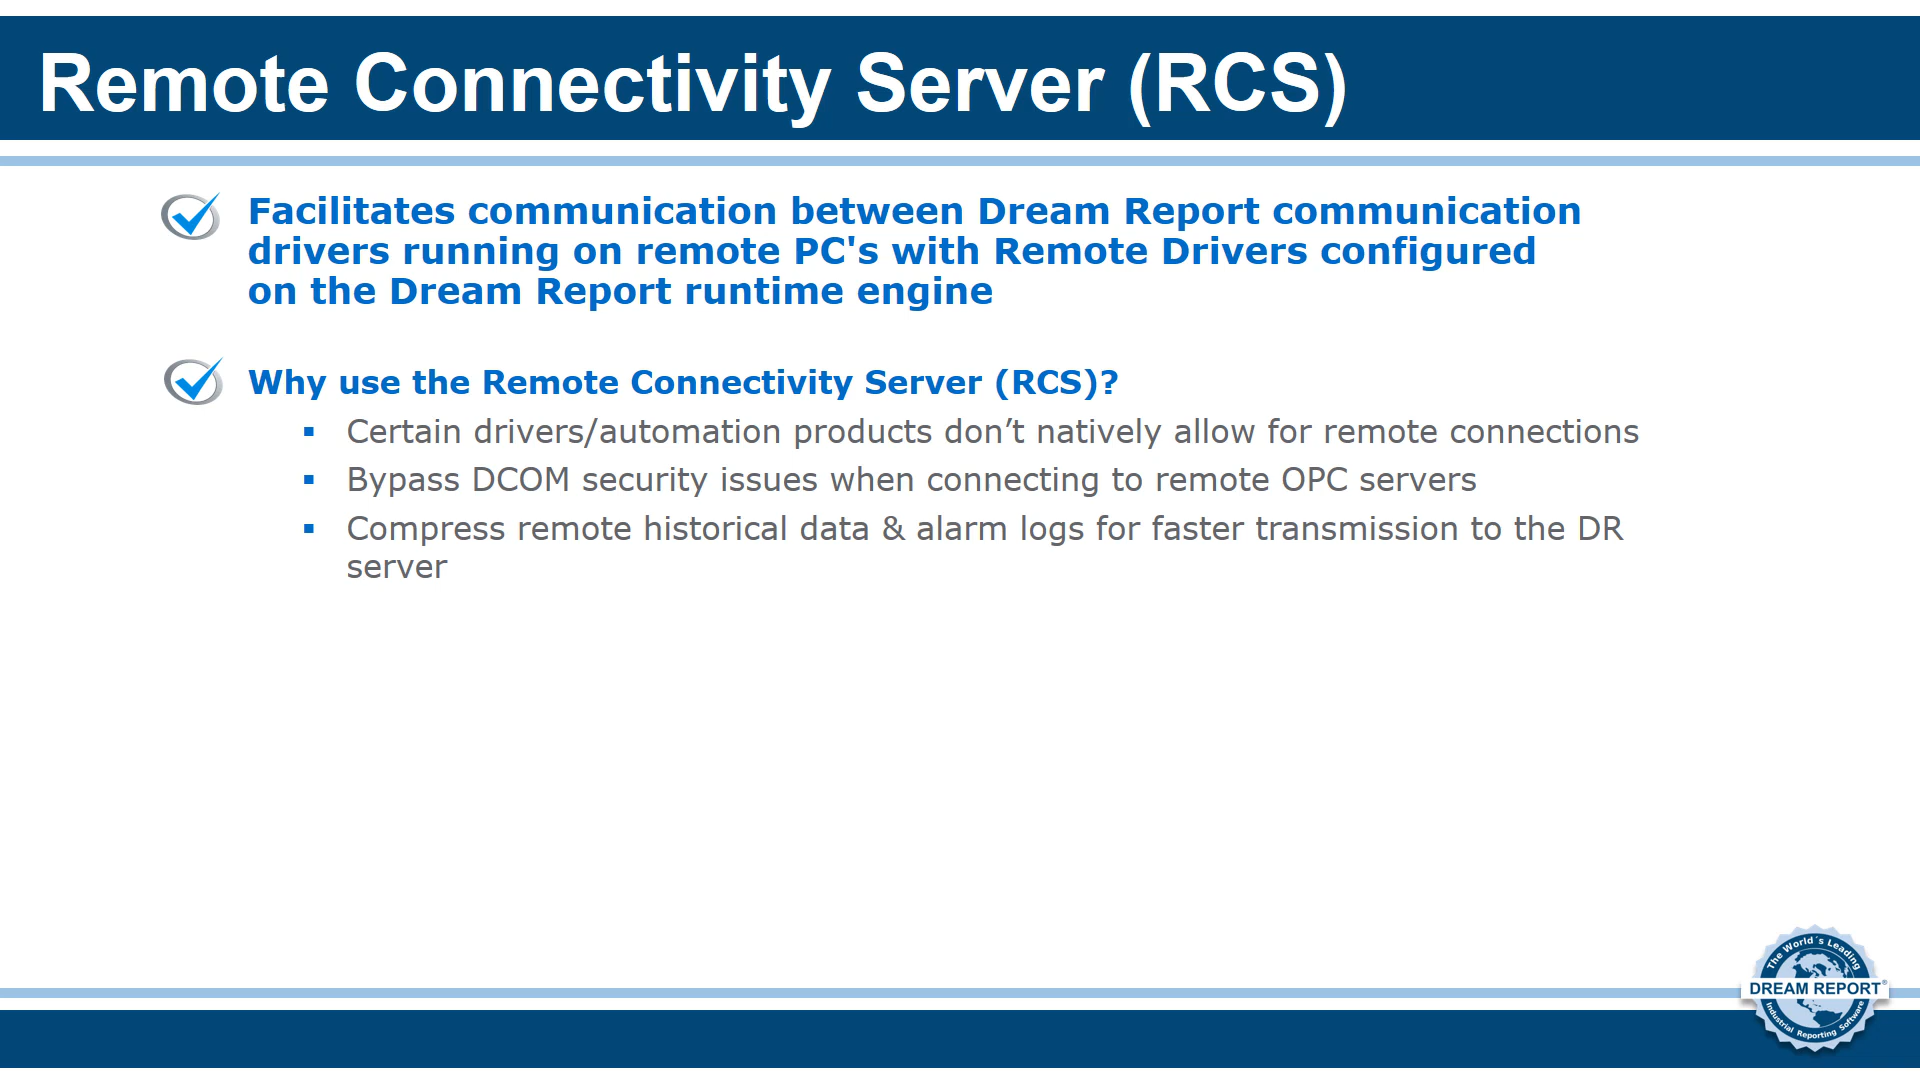 Remote Connectivity Server (RCS)
Facilitates communication between Dream Report communication
drivers running on remote PC's with Remote Drivers configured
on the Dream Report runtime engine
Why use the Remote Connectivity Server (RCS)?
▪ Certain drivers/automation products don’t natively allow for remote connections
▪ Bypass DCOM security issues when connecting to remote OPC servers
▪ Compress remote historical data & alarm logs for faster transmission to the DR
server
The World´s Leading
DREAM REPORT®
Industrial Reporting Software